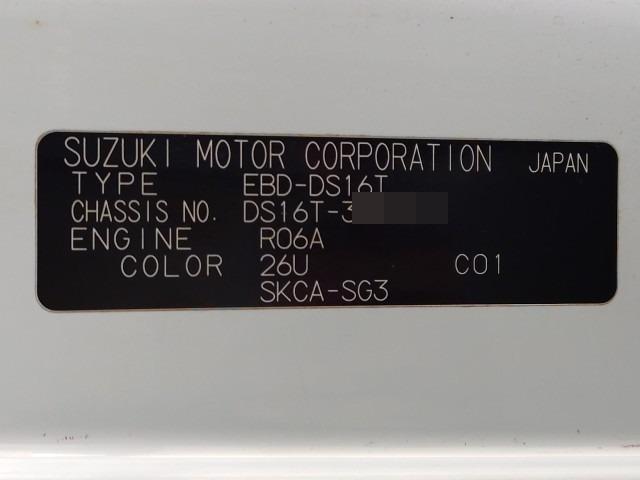 SUZUKI MOTOR CORPORATION JAPAN
TYPE EBD-DS16T
CHASSIS NO. DS16T-3
ENGINE R06A
COLOR 26U C01
SKCA-SG3